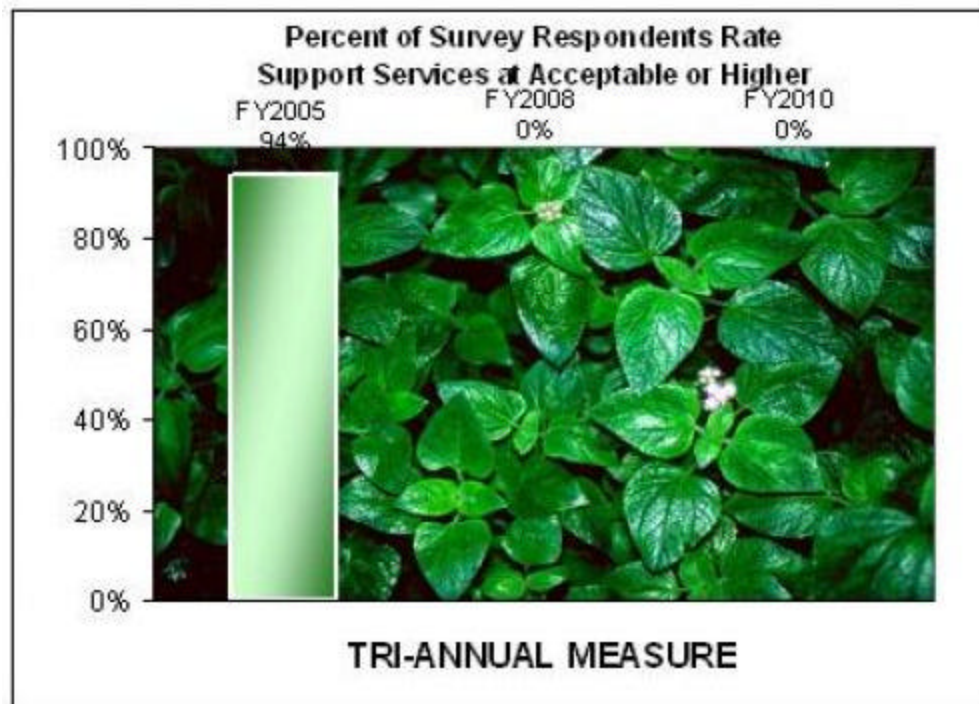 Percent of Survey Respondents Rate
Support Services at Acceptable or Higher
FY2005
94%
FY2008
0%
FY2010
0%
100%
80%
60%
40%
20%
0%
TRI-ANNUAL MEASURE